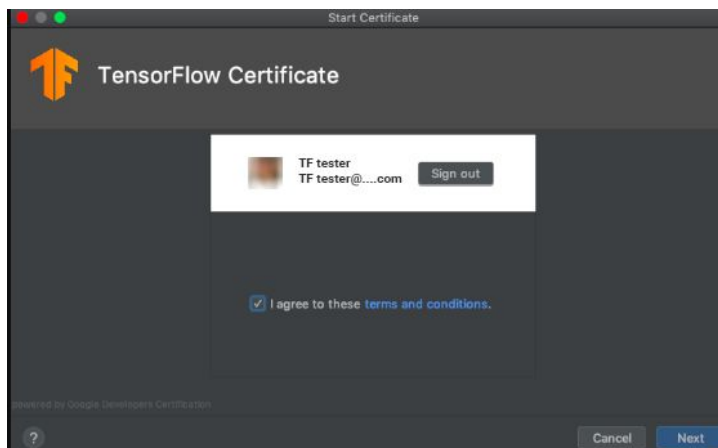 Start Certificate
TensorFlow Certificate
TF tester
TF tester@....com
Sign out
I agree to these terms and conditions.
powered by Google Developers Certification
?
Cancel
Next